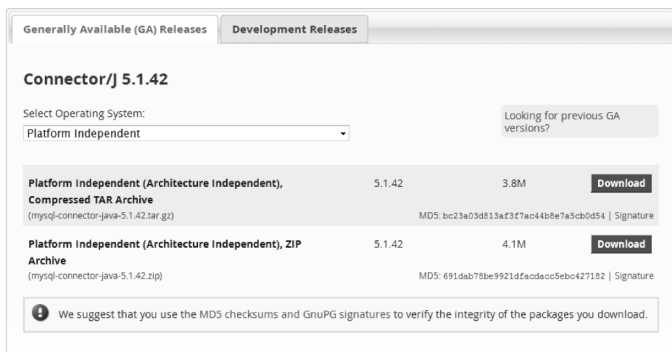 Generally Available (GA) Releases
Development Releases
Connector/J 5.1.42
Select Operating System:
Looking for previous GA
versions?
Platform Independent
Platform Independent (Architecture Independent),
Compressed TAR Archive
5.1.42
3.8M
Download
(mysql-connector-java-5.1.42.tar.gz)
MD5: bc23a03d813af3f7ac44b8e7a5cb0d54 | Signature
Platform Independent (Architecture Independent), ZIP
Archive
5.1.42
4.1M
Download
(mysql-connector-java-5.1.42.zip)
MD5: 691dab78be9921dfacdacc5ebc427182 | Signature
We suggest that you use the MD5 checksums and GnuPG signatures to verify the integrity of the packages you download.